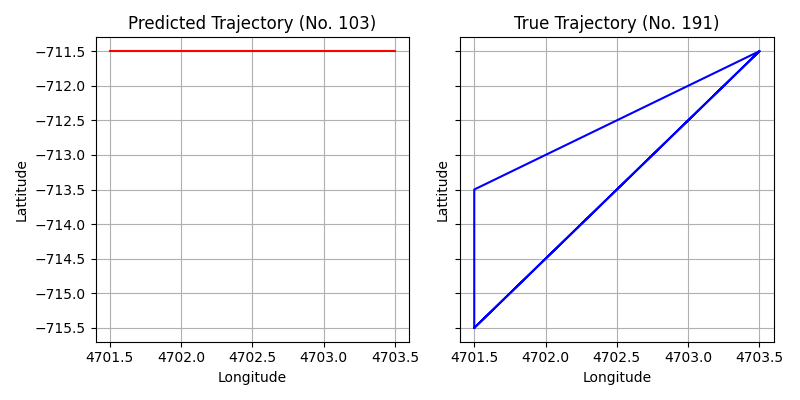 Predicted Trajectory (No. 103)
True Trajectory (No. 191)
−711.5
−712.0
−712.5
−713.0
−713.5
−714.0
−714.5
−715.0
−715.5
Lattitude
Lattitude
4701.5 4702.0 4702.5 4703.0 4703.5
4701.5 4702.0 4702.5 4703.0 4703.5
Longitude
Longitude